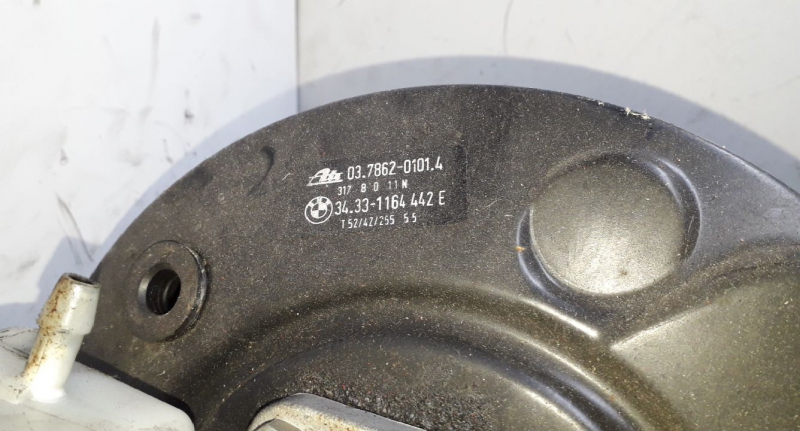 Ate 03.7862-0101.4
317 8 0 11 N
34.33-1164 442 E
T52/42/255 55